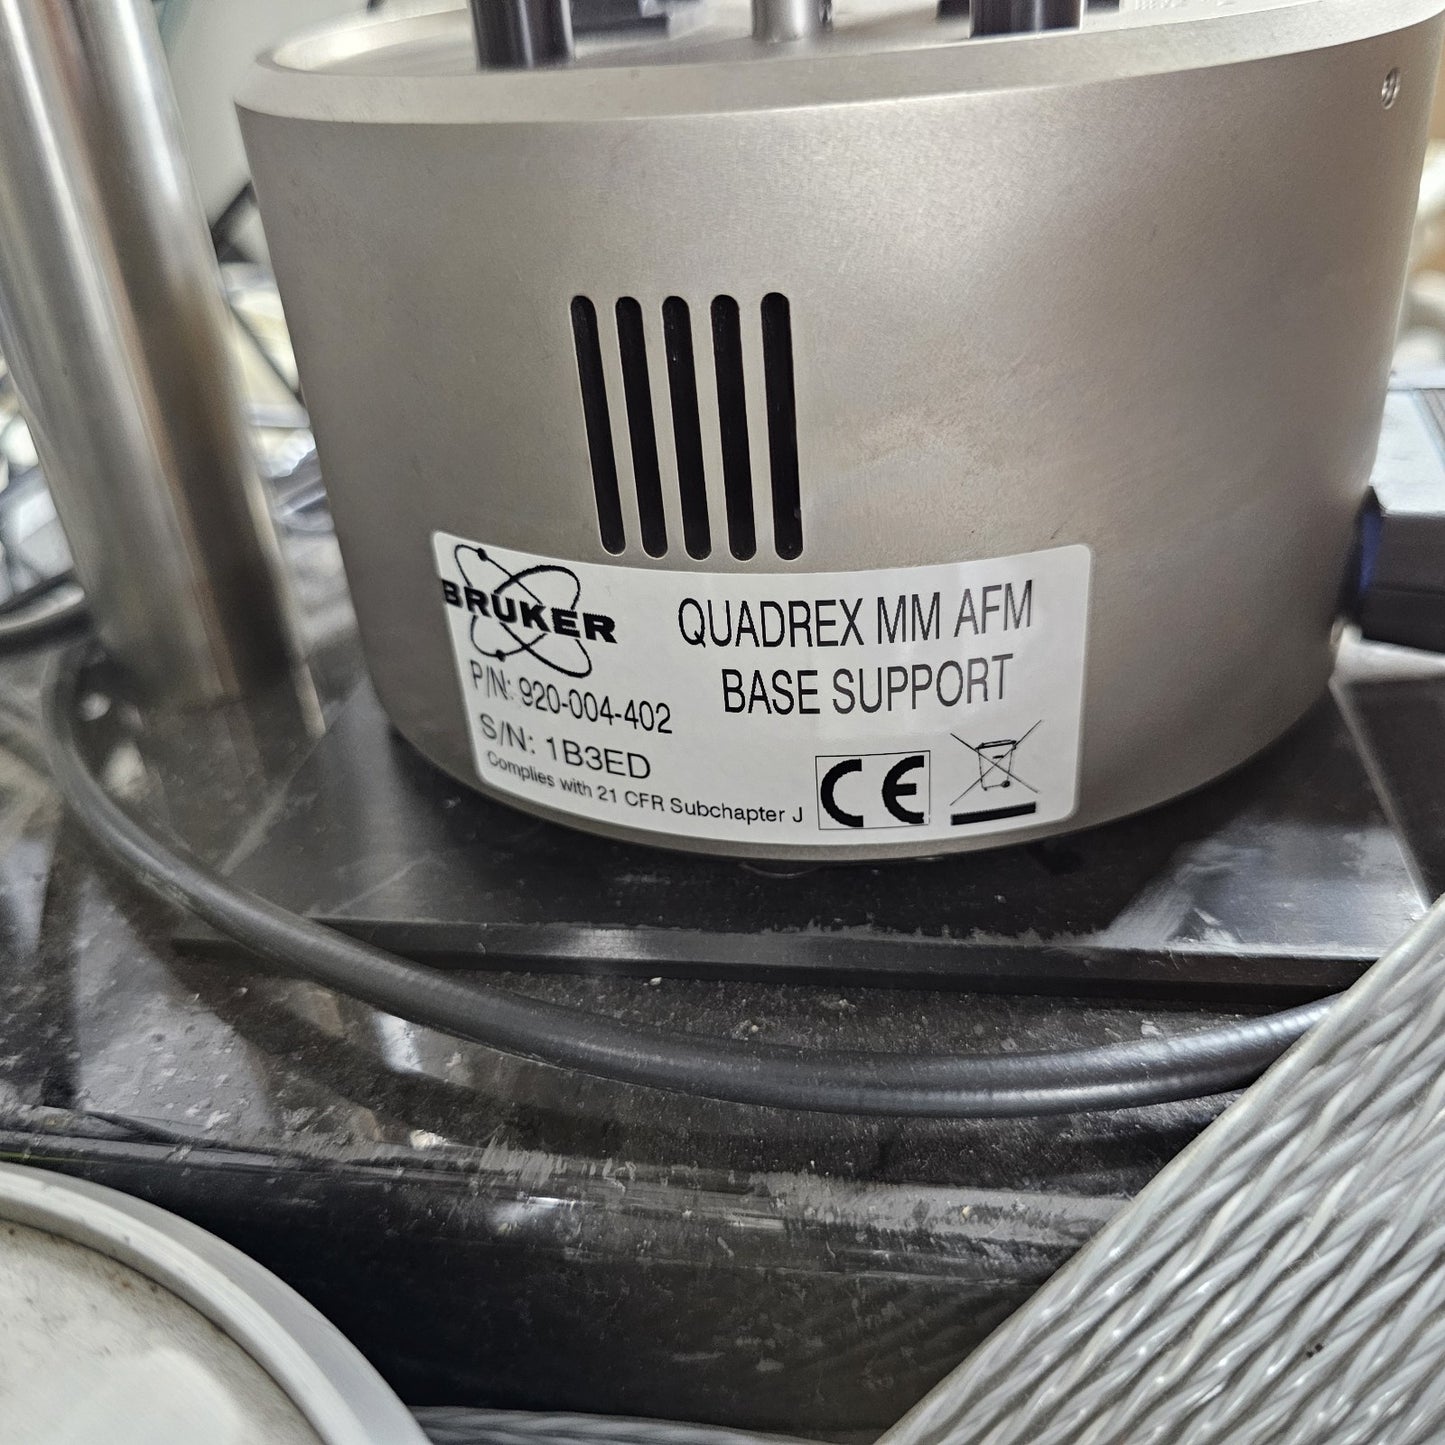 BRUKER
QUADREX MM AFM
BASE SUPPORT
P/N: 920-004-402
S/N: 1B3ED
Complies with 21 CFR Subchapter J
CE